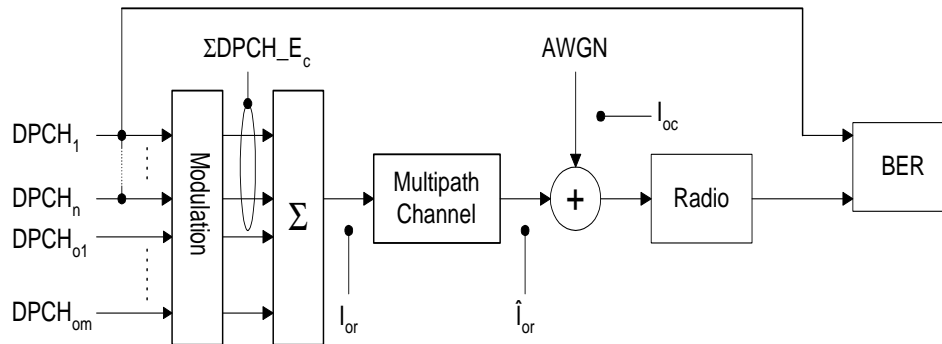 ΣDPCH_E_c
AWGN
DPCH_1
I_oc
Modulation
Multipath
Channel
BER
DPCH_n
Σ
+
Radio
DPCH_o1
DPCH_om
I_or
Î_or